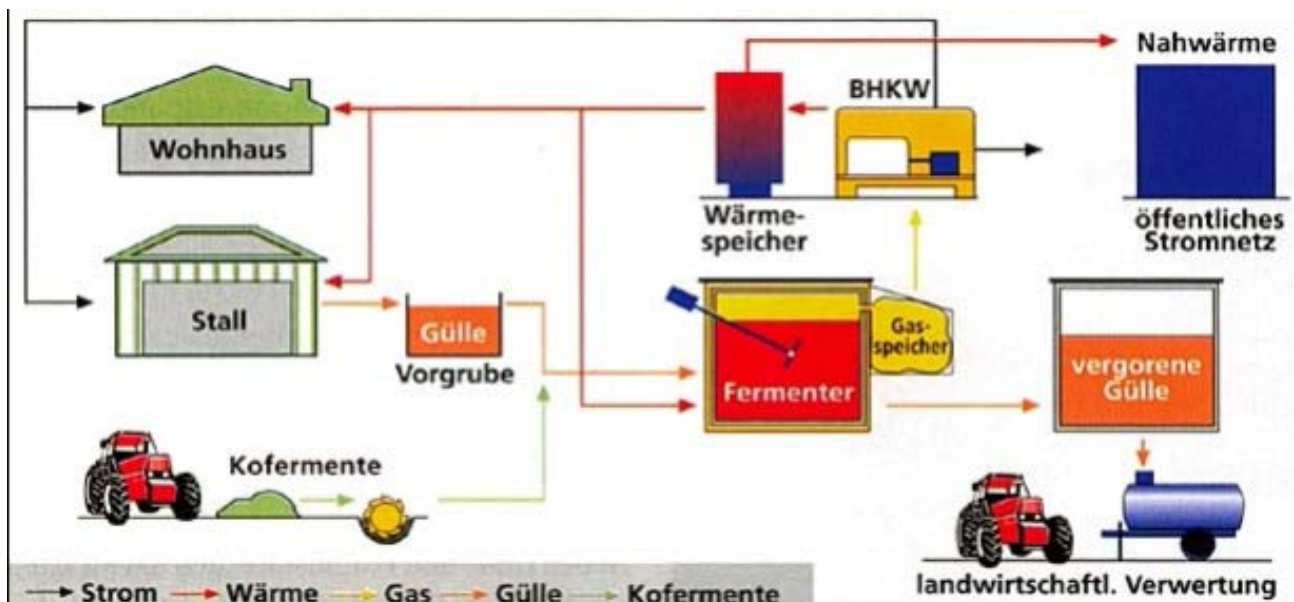 Nahwärme
BHKW
Wohnhaus
Wärme-
speicher
öffentliches
Stromnetz
Stall
Gülle
Vorgrube
Gas-
speicher
Fermenter
vergorene
Gülle
Kofermente
landwirtschaftl. Verwertung
Strom Wärme Gas Gülle Kofermente